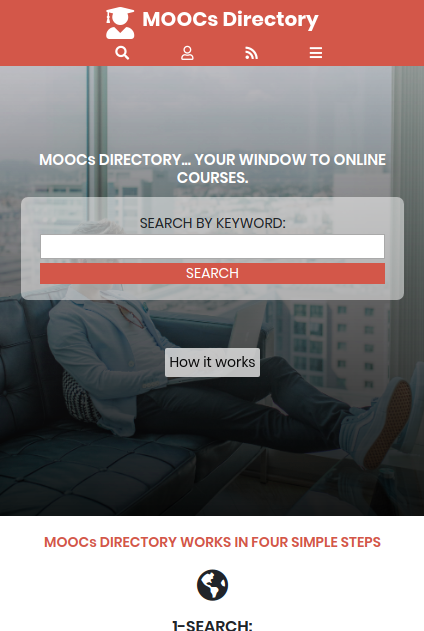 MOOCs Directory
MOOCs DIRECTORY... YOUR WINDOW TO ONLINE
COURSES.
SEARCH BY KEYWORD:
SEARCH
How it works
MOOCs DIRECTORY WORKS IN FOUR SIMPLE STEPS
1-SEARCH: